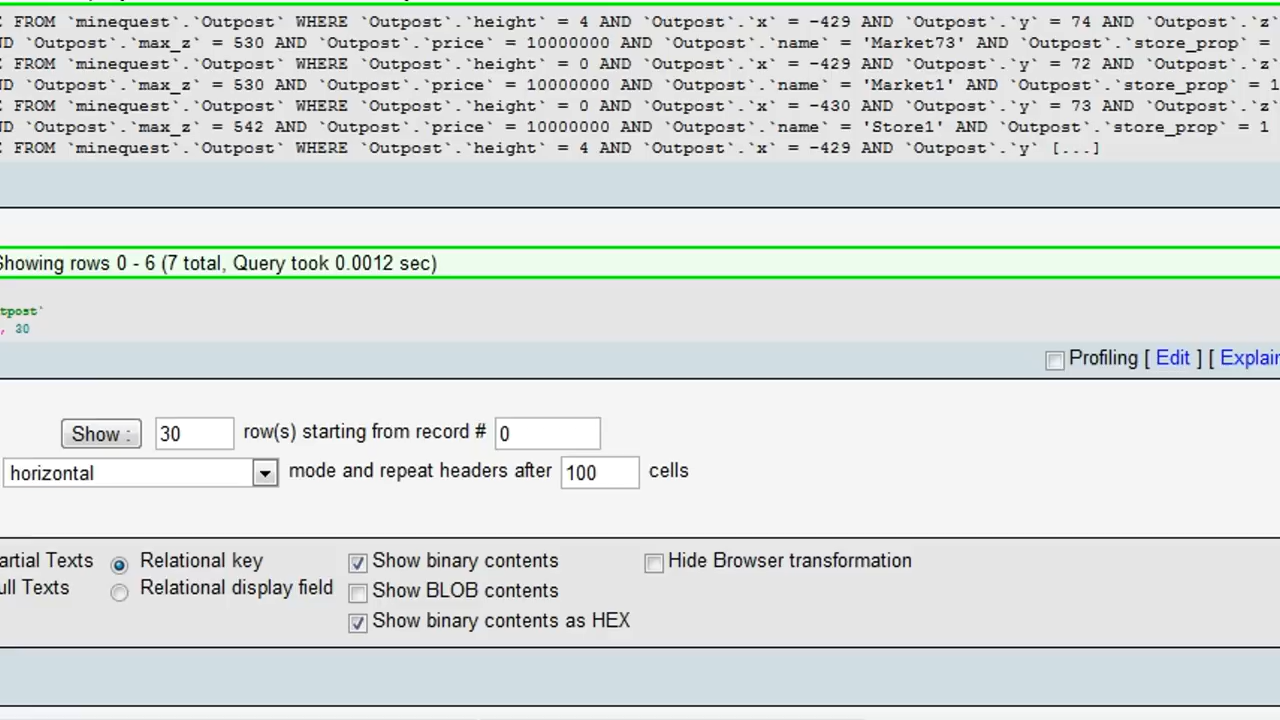 E FROM `minequest`.`Outpost` WHERE `Outpost`.`height` = 4 AND `Outpost`.`x` = -429 AND `Outpost`.`y` = 74 AND `Outpost`.`z`
ND `Outpost`.`max_z` = 530 AND `Outpost`.`price` = 10000000 AND `Outpost`.`name` = 'Market73' AND `Outpost`.`store_prop` =
E FROM `minequest`.`Outpost` WHERE `Outpost`.`height` = 0 AND `Outpost`.`x` = -429 AND `Outpost`.`y` = 72 AND `Outpost`.`z`
ND `Outpost`.`max_z` = 530 AND `Outpost`.`price` = 10000000 AND `Outpost`.`name` = 'Market1' AND `Outpost`.`store_prop` = 1
E FROM `minequest`.`Outpost` WHERE `Outpost`.`height` = 0 AND `Outpost`.`x` = -430 AND `Outpost`.`y` = 73 AND `Outpost`.`z`
ND `Outpost`.`max_z` = 542 AND `Outpost`.`price` = 10000000 AND `Outpost`.`name` = 'Store1' AND `Outpost`.`store_prop` = 1
E FROM `minequest`.`Outpost` WHERE `Outpost`.`height` = 4 AND `Outpost`.`x` = -429 AND `Outpost`.`y` [...]
Showing rows 0 - 6 (7 total, Query took 0.0012 sec)
tpost`
, 30
Profiling [ Edit ] [ Explain
Show : 30 row(s) starting from record # 0
horizontal mode and repeat headers after 100 cells
artial Texts Relational key Show binary contents Hide Browser transformation
ull Texts Relational display field Show BLOB contents
Show binary contents as HEX